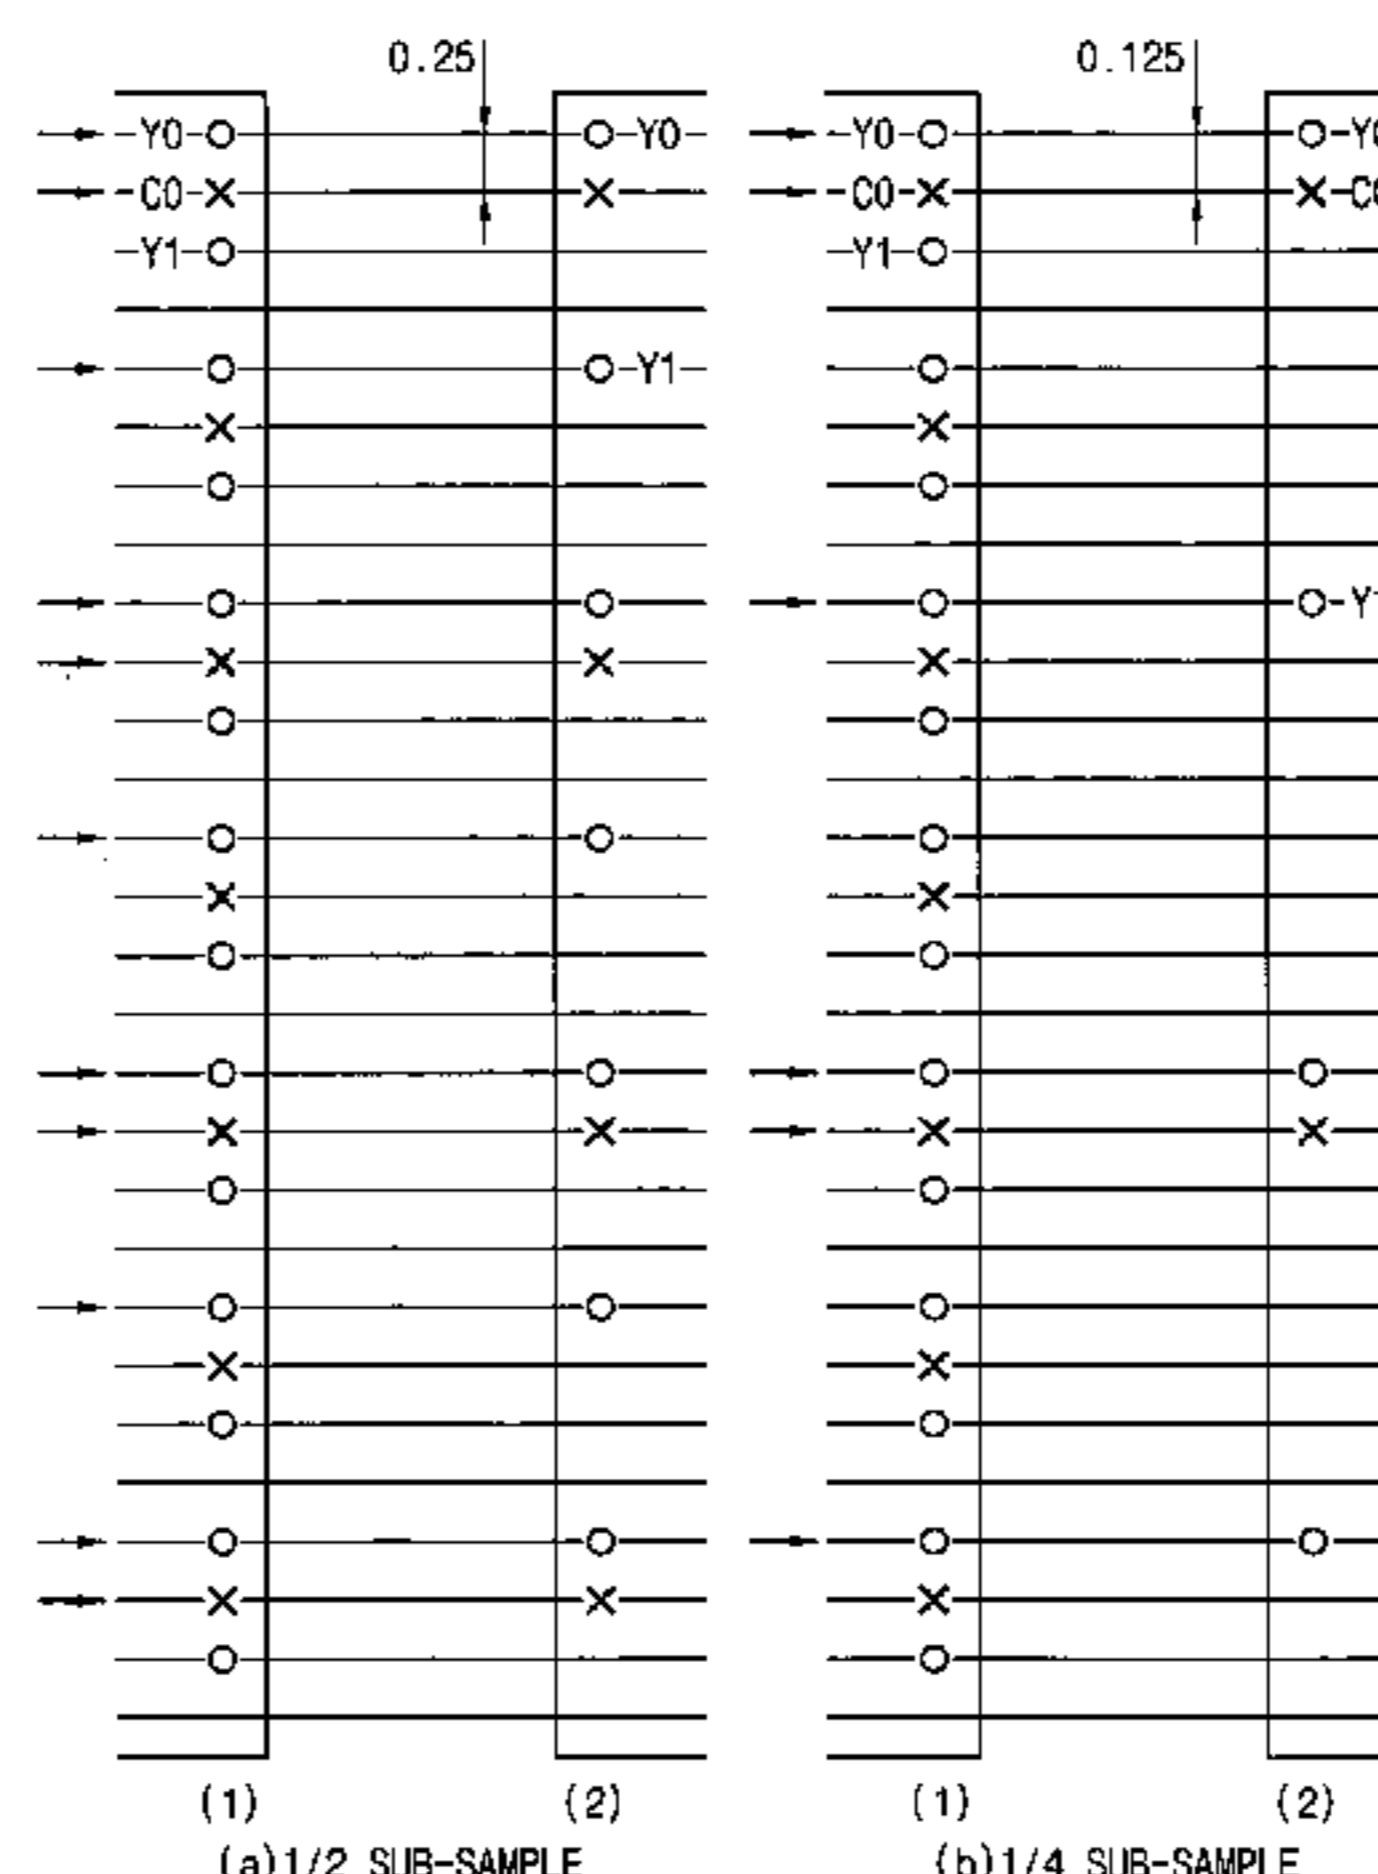 0.25 0.125
Y0 Y0 Y0
C0 C0
Y1 Y1
Y1
(1) (2) (1) (2)
(a)1/2 SUB-SAMPLE (b)1/4 SUB-SAMPLE